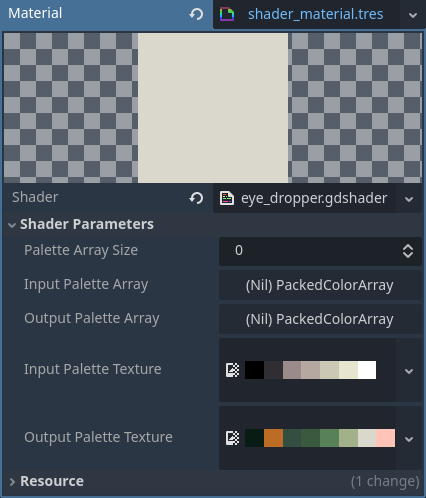 Material
shader_material.tres
Shader
eye_dropper.gdshader
Shader Parameters
Palette Array Size
0
Input Palette Array
(Nil) PackedColorArray
Output Palette Array
(Nil) PackedColorArray
Input Palette Texture
Output Palette Texture
Resource
(1 change)